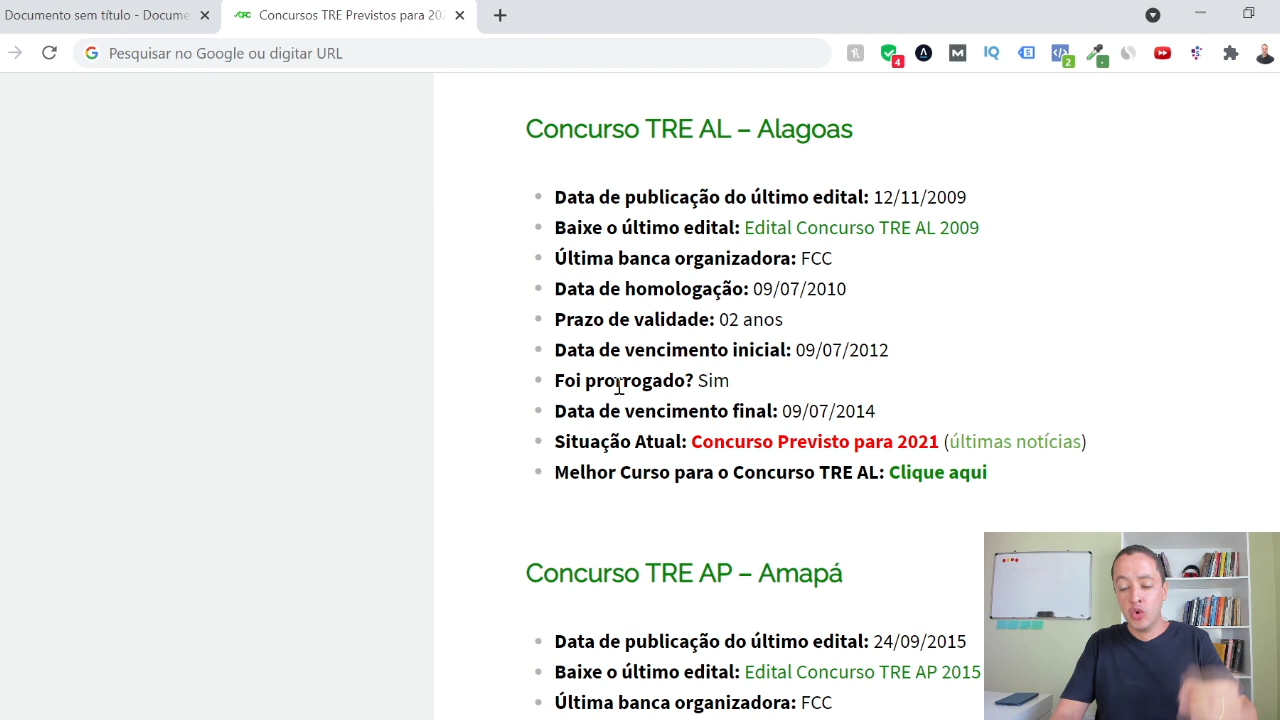 Documento sem título - Docume
Concursos TRE Previstos para 202
Pesquisar no Google ou digitar URL
4
M
IQ
2
Concurso TRE AL – Alagoas
Data de publicação do último edital: 12/11/2009
Baixe o último edital: Edital Concurso TRE AL 2009
Última banca organizadora: FCC
Data de homologação: 09/07/2010
Prazo de validade: 02 anos
Data de vencimento inicial: 09/07/2012
Foi prorrogado? Sim
Data de vencimento final: 09/07/2014
Situação Atual: Concurso Previsto para 2021 (últimas notícias)
Melhor Curso para o Concurso TRE AL: Clique aqui
Concurso TRE AP – Amapá
Data de publicação do último edital: 24/09/2015
Baixe o último edital: Edital Concurso TRE AP 2015
Última banca organizadora: FCC